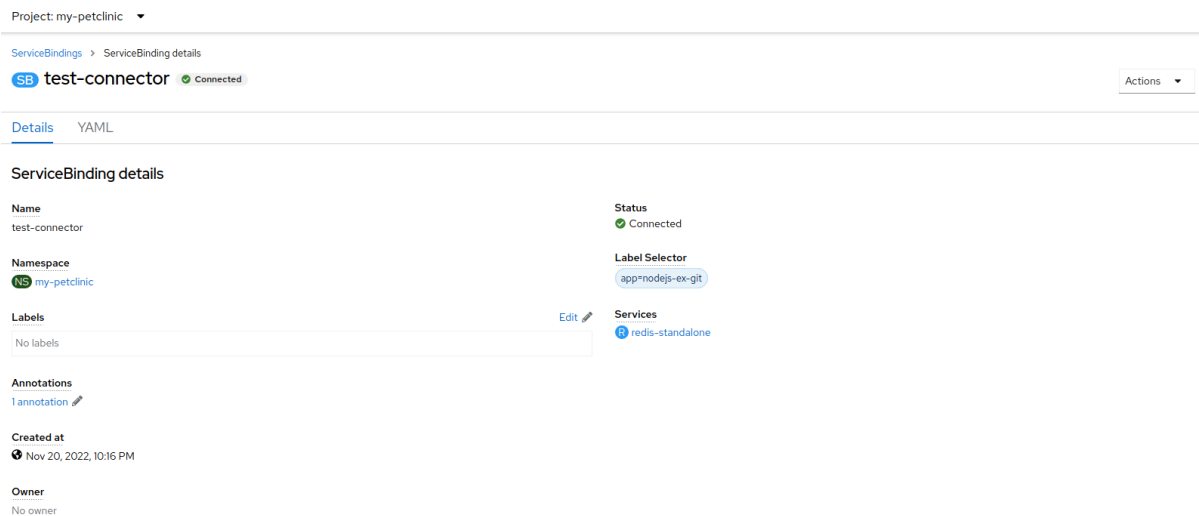 Project: my-petclinic
ServiceBindings > ServiceBinding details
SB test-connector Connected
Actions
Details YAML
ServiceBinding details
Name
test-connector
Namespace
NS my-petclinic
Labels Edit
No labels
Annotations
1 annotation
Created at
Nov 20, 2022, 10:16 PM
Owner
No owner
Status
Connected
Label Selector
app=nodejs-ex-git
Services
R redis-standalone